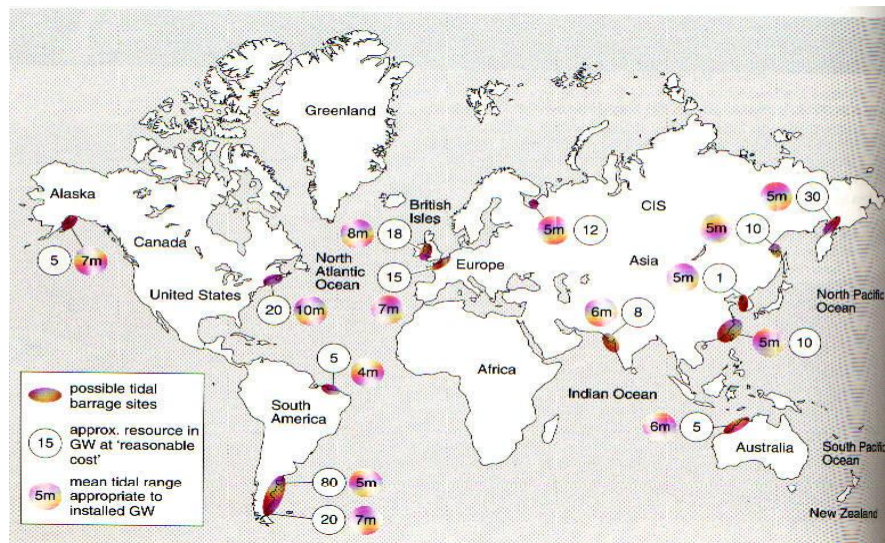 Greenland
Alaska
British
Isles
CIS
5m
30
8m
18
5m
12
5m
10
Canada
North
Atlantic
Ocean
Europe
Asia
5
7m
15
5m
1
North Pacific
Ocean
United States
20
10m
7m
6m
8
5m
10
5
4m
Africa
Indian Ocean
South
America
6m
5
Australia
South Pacific
Ocean
80
5m
20
7m
New Zealand
possible tidal
barrage sites
15
approx. resource in
GW at 'reasonable
cost'
5m
mean tidal range
appropriate to
installed GW